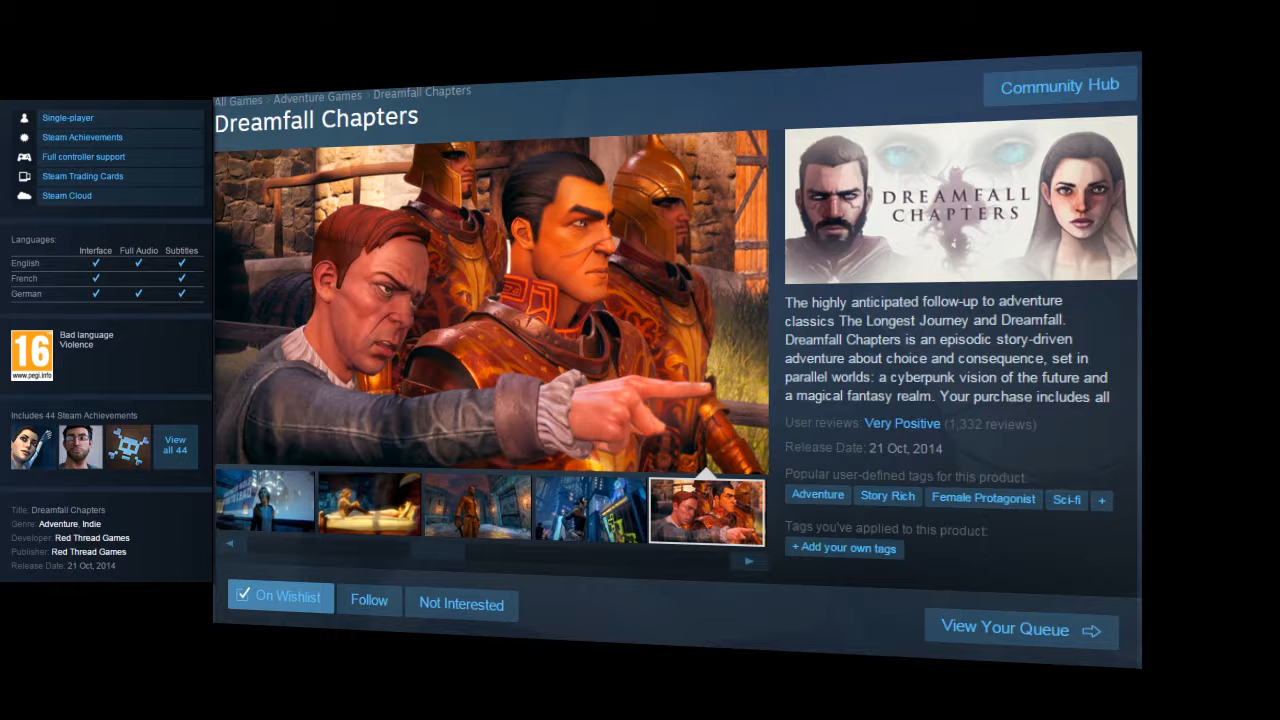 Single-player
Steam Achievements
Full controller support
Steam Trading Cards
Steam Cloud
Languages:
Interface Full Audio Subtitles
English
French
German
16
www.pegi.info
Bad language
Violence
Includes 44 Steam Achievements
View
all 44
Title: Dreamfall Chapters
Genre: Adventure, Indie
Developer: Red Thread Games
Publisher: Red Thread Games
Release Date: 21 Oct, 2014
All Games > Adventure Games > Dreamfall Chapters
Dreamfall Chapters
Community Hub
DREAMFALL
CHAPTERS
The highly anticipated follow-up to adventure
classics The Longest Journey and Dreamfall.
Dreamfall Chapters is an episodic story-driven
adventure about choice and consequence, set in
parallel worlds: a cyberpunk vision of the future and
a magical fantasy realm. Your purchase includes all
User reviews: Very Positive (1,332 reviews)
Release Date: 21 Oct, 2014
Popular user-defined tags for this product:
Adventure Story Rich Female Protagonist Sci-fi +
Tags you've applied to this product:
+ Add your own tags
On Wishlist Follow Not Interested
View Your Queue